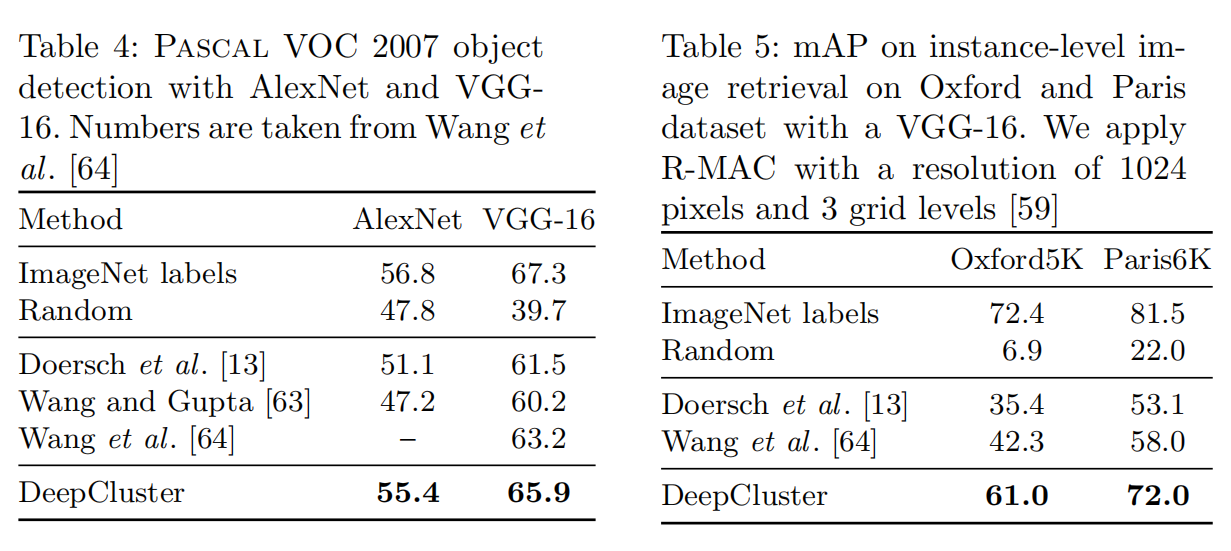 Table 4: PASCAL VOC 2007 object
detection with AlexNet and VGG-
16. Numbers are taken from Wang et
al. [64]
Method AlexNet VGG-16
ImageNet labels 56.8 67.3
Random 47.8 39.7
Doersch et al. [13] 51.1 61.5
Wang and Gupta [63] 47.2 60.2
Wang et al. [64] – 63.2
DeepCluster 55.4 65.9
Table 5: mAP on instance-level im-
age retrieval on Oxford and Paris
dataset with a VGG-16. We apply
R-MAC with a resolution of 1024
pixels and 3 grid levels [59]
Method Oxford5K Paris6K
ImageNet labels 72.4 81.5
Random 6.9 22.0
Doersch et al. [13] 35.4 53.1
Wang et al. [64] 42.3 58.0
DeepCluster 61.0 72.0